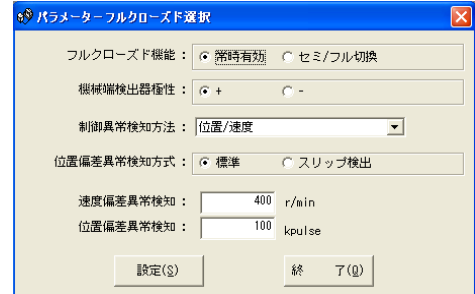 パラメーターフルクローズド選択
フルクローズド機能： 常時有効 セミ/フル切換
機械端検出器極性： + -
制御異常検知方法： 位置/速度
位置偏差異常検知方式： 標準 スリップ検出
速度偏差異常検知： 400 r/min
位置偏差異常検知： 100 kpulse
設定(S) 終 了(Q)